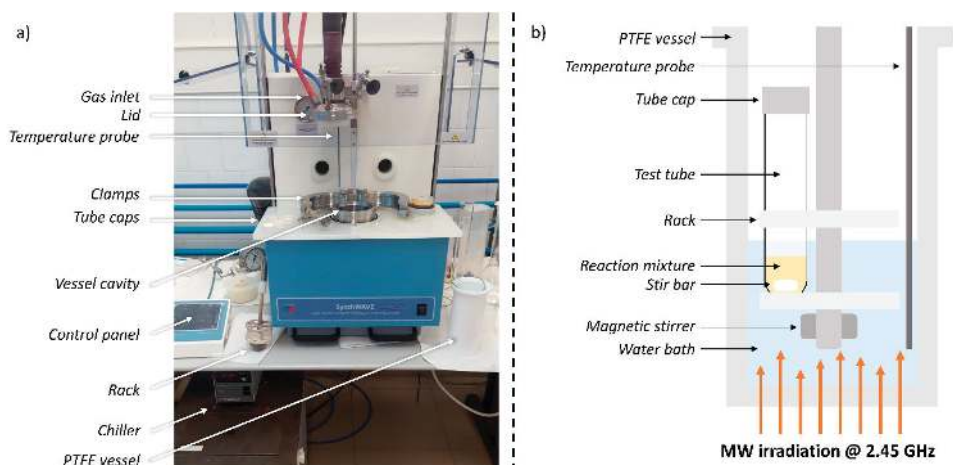 a)
Gas inlet
Lid
Temperature probe
Clamps
Tube caps
Vessel cavity
Control panel
Rack
Chiller
PTFE vessel
SynthWAVE
b)
PTFE vessel
Temperature probe
Tube cap
Test tube
Rack
Reaction mixture
Stir bar
Magnetic stirrer
Water bath
MW irradiation @ 2.45 GHz